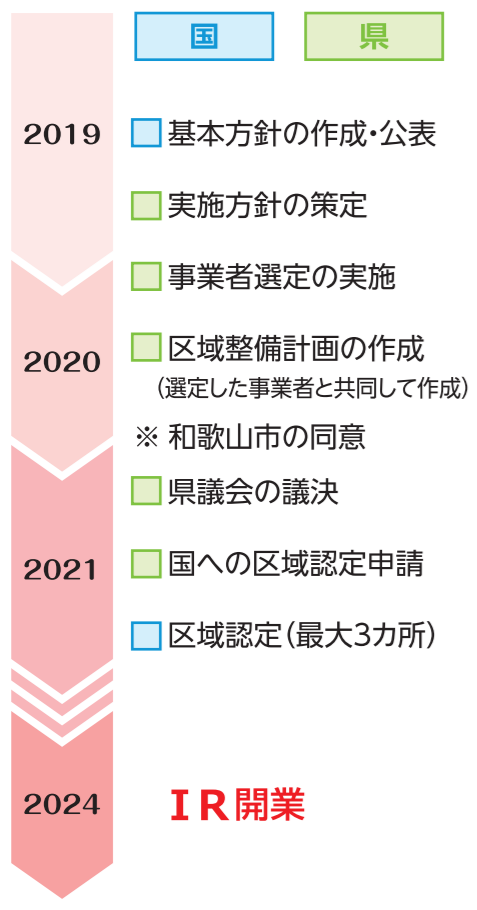 国
県
2019
基本方針の作成・公表
実施方針の策定
事業者選定の実施
2020
区域整備計画の作成
（選定した事業者と共同して作成）
※ 和歌山市の同意
県議会の議決
2021
国への区域認定申請
区域認定（最大3カ所）
2024
ＩＲ開業